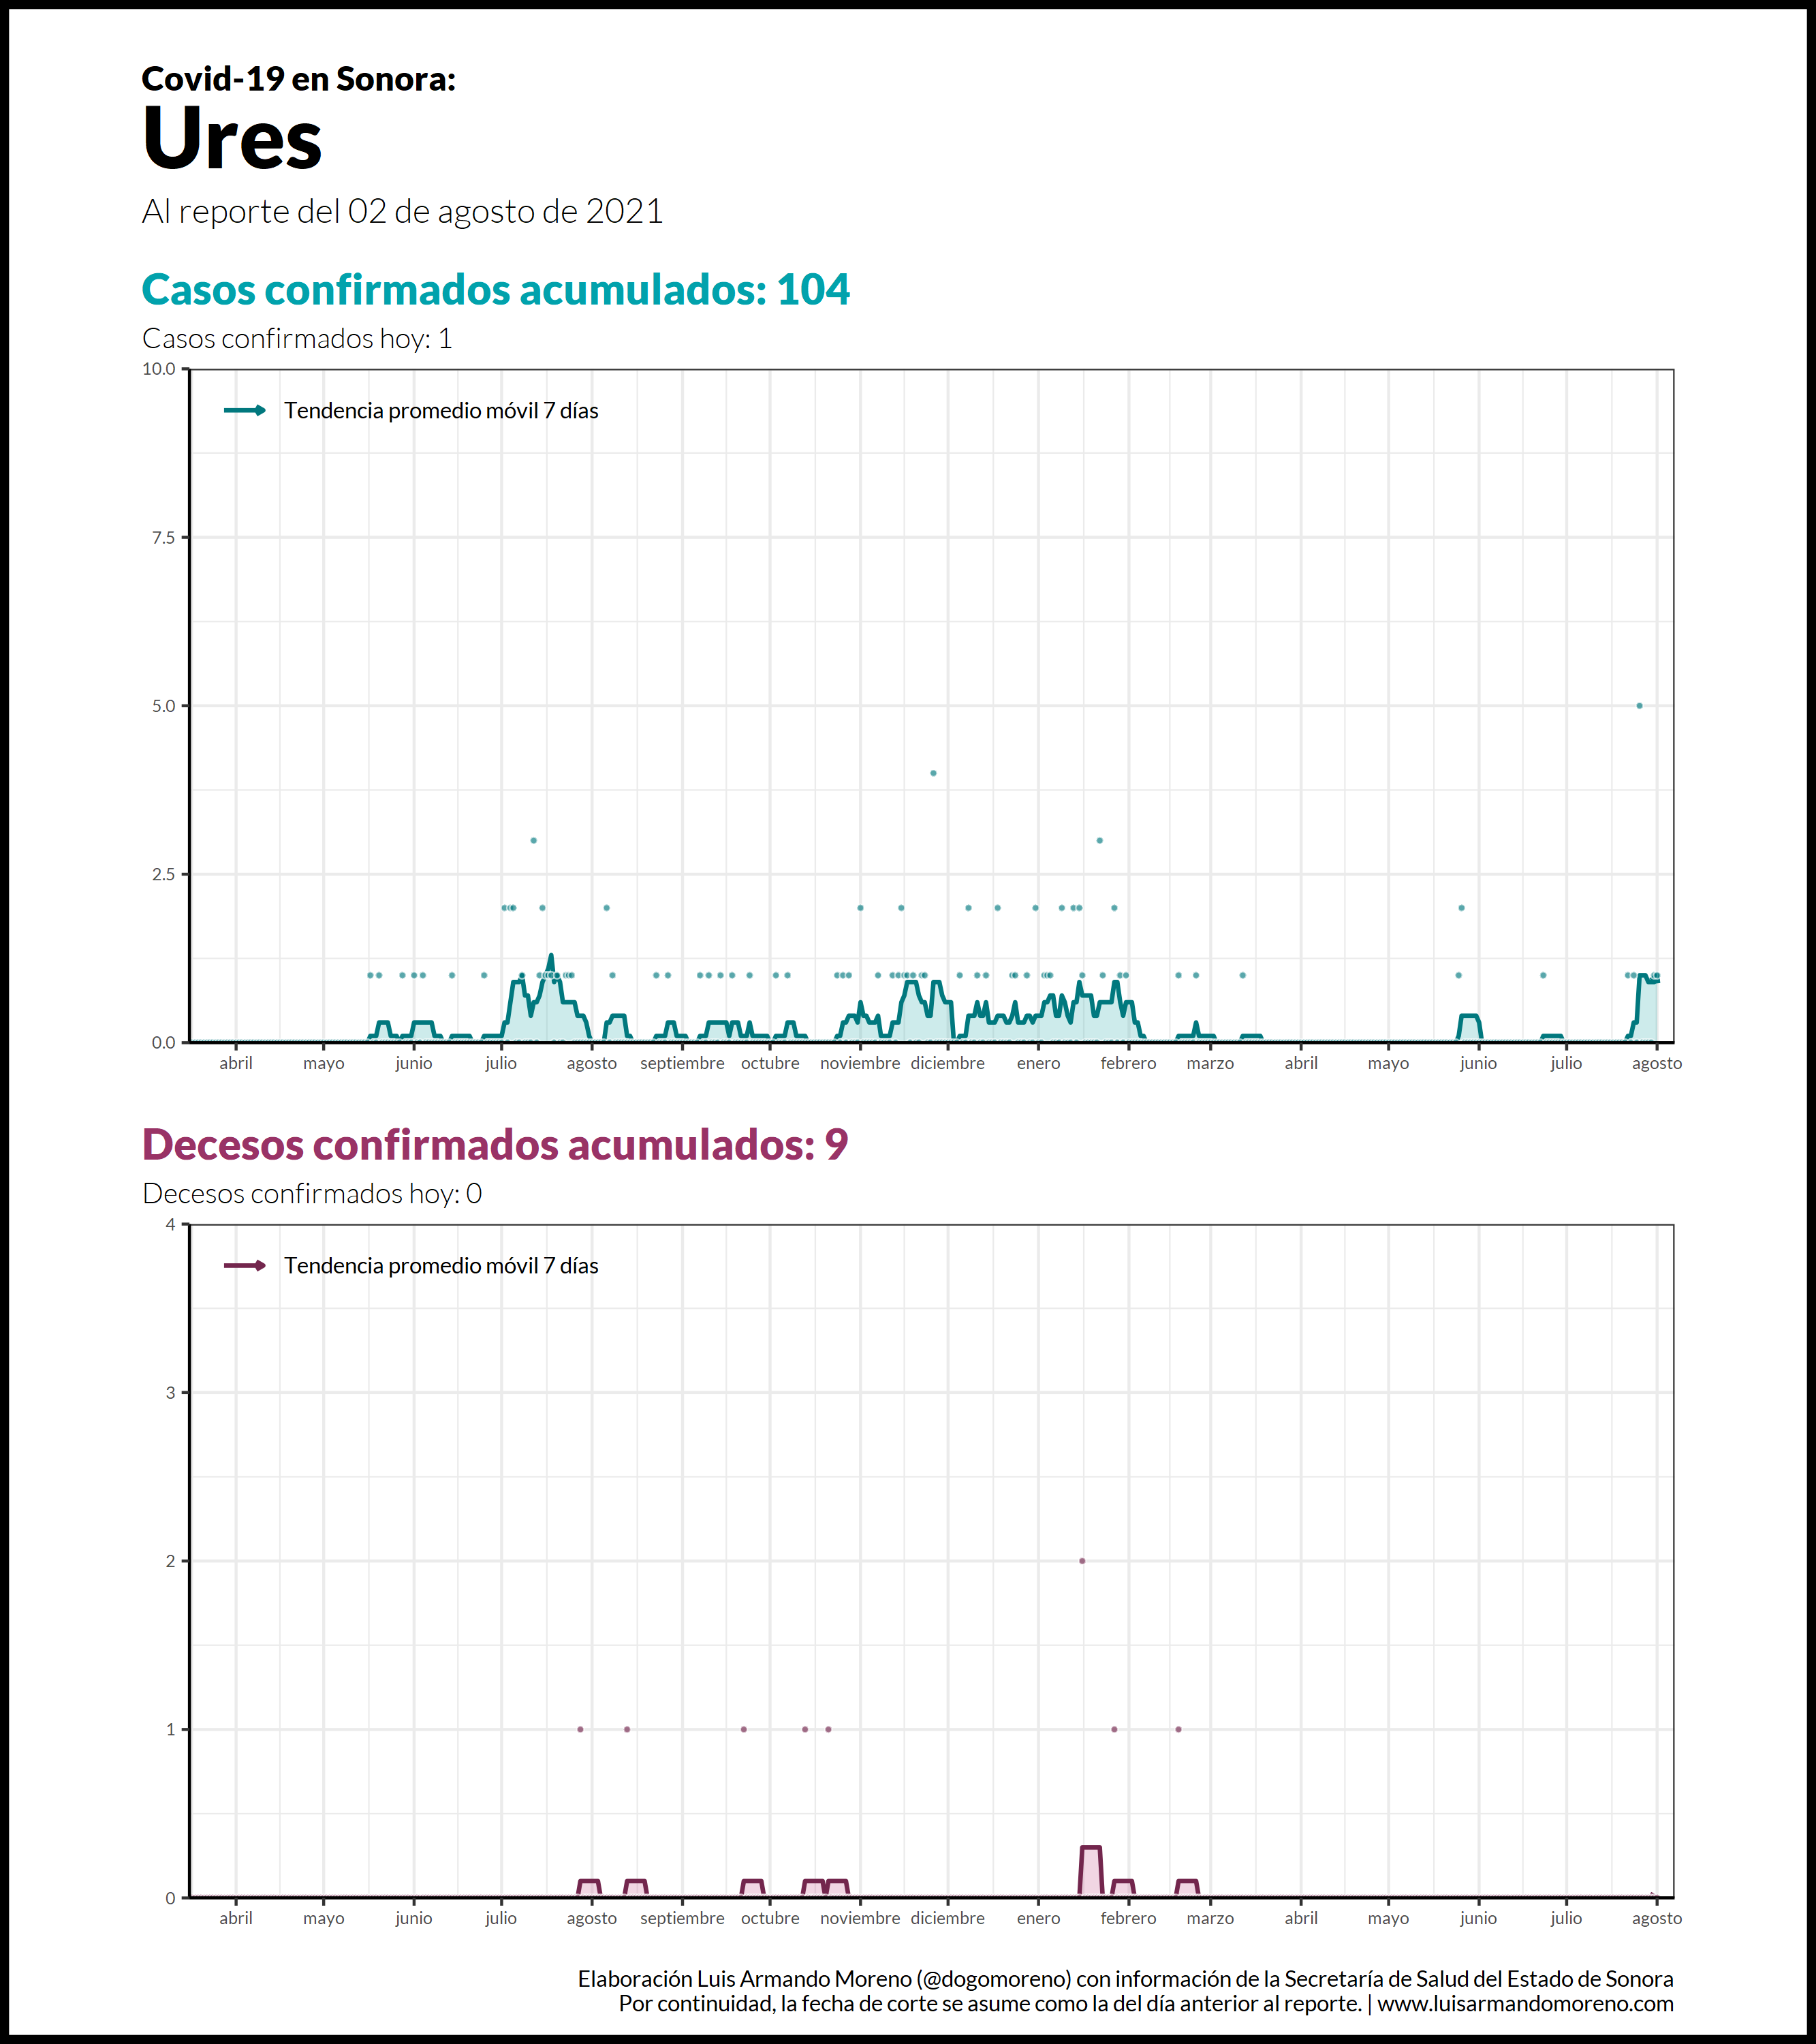 Covid-19 en Sonora:
Ures
Al reporte del 02 de agosto de 2021
Casos confirmados acumulados: 104
Casos confirmados hoy: 1
10.0
Tendencia promedio móvil 7 días
7.5
5.0
2.5
0.0
abril mayo junio julio agosto septiembre octubre noviembre diciembre enero febrero marzo abril mayo junio julio agosto
Decesos confirmados acumulados: 9
Decesos confirmados hoy: 0
4
Tendencia promedio móvil 7 días
3
2
1
0
abril mayo junio julio agosto septiembre octubre noviembre diciembre enero febrero marzo abril mayo junio julio agosto
Elaboración Luis Armando Moreno (@dogomoreno) con información de la Secretaría de Salud del Estado de Sonora
Por continuidad, la fecha de corte se asume como la del día anterior al reporte. | www.luisarmandomoreno.com